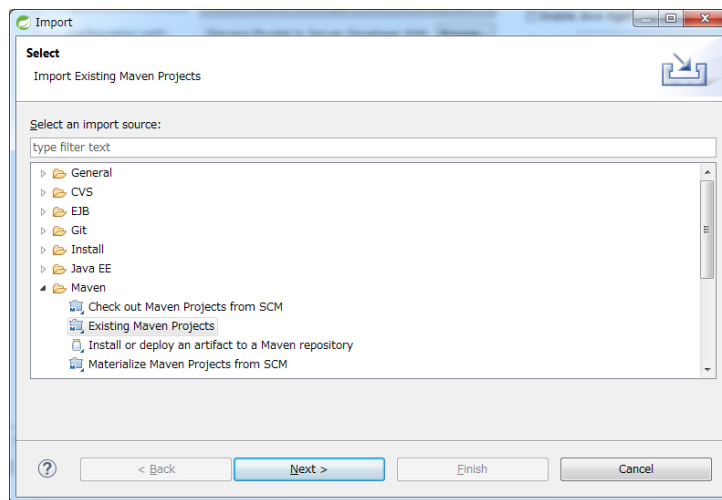 Import
Select
Import Existing Maven Projects
Select an import source:
type filter text
General
CVS
EJB
Git
Install
Java EE
Maven
Check out Maven Projects from SCM
Existing Maven Projects
Install or deploy an artifact to a Maven repository
Materialize Maven Projects from SCM
< Back
Next >
Finish
Cancel